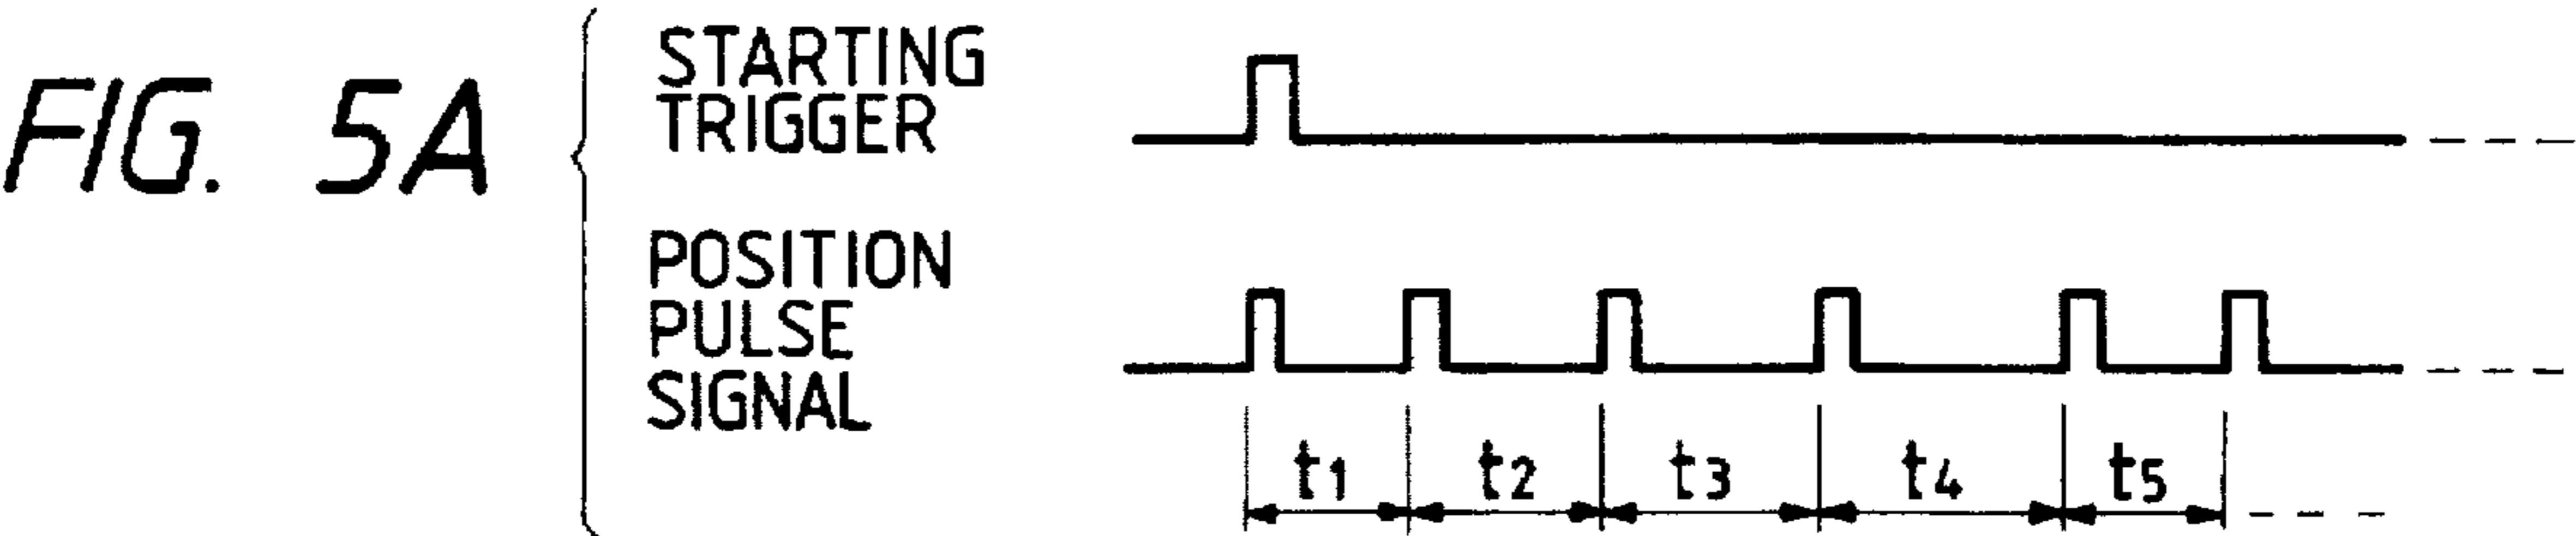 FIG. 5A
STARTING
TRIGGER
POSITION
PULSE
SIGNAL
t1 t2 t3 t4 t5